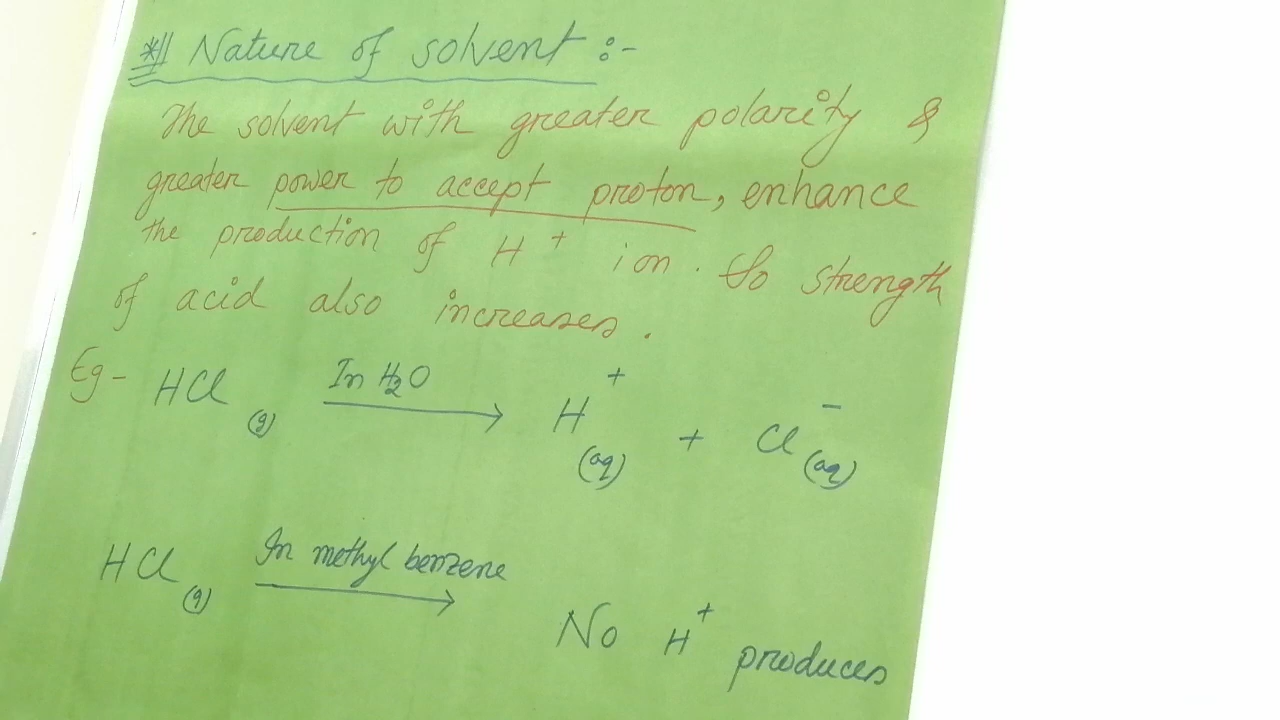 *|| Nature of solvent :-
The solvent with greater polarity &
greater power to accept proton, enhance
the production of H⁺ ion. So strength
of acid also increases.
Eg- HCl (g) In H₂O → H⁺ (aq) + Cl⁻ (aq)
HCl (g) In methyl benzene → No H⁺ produces